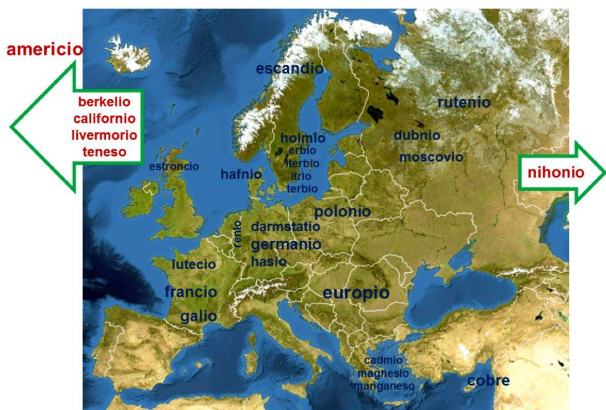 americio
berkelio
californio
livermorio
teneso
escandio
rutenio
holmio
erbio
iterbio
itrio
terbio
dubnio
moscovio
estroncio
hafnio
nihonio
polonio
renio
darmstatio
germanio
hasio
lutecio
francio
galio
europio
cadmio
magnesio
manganeso
cobre